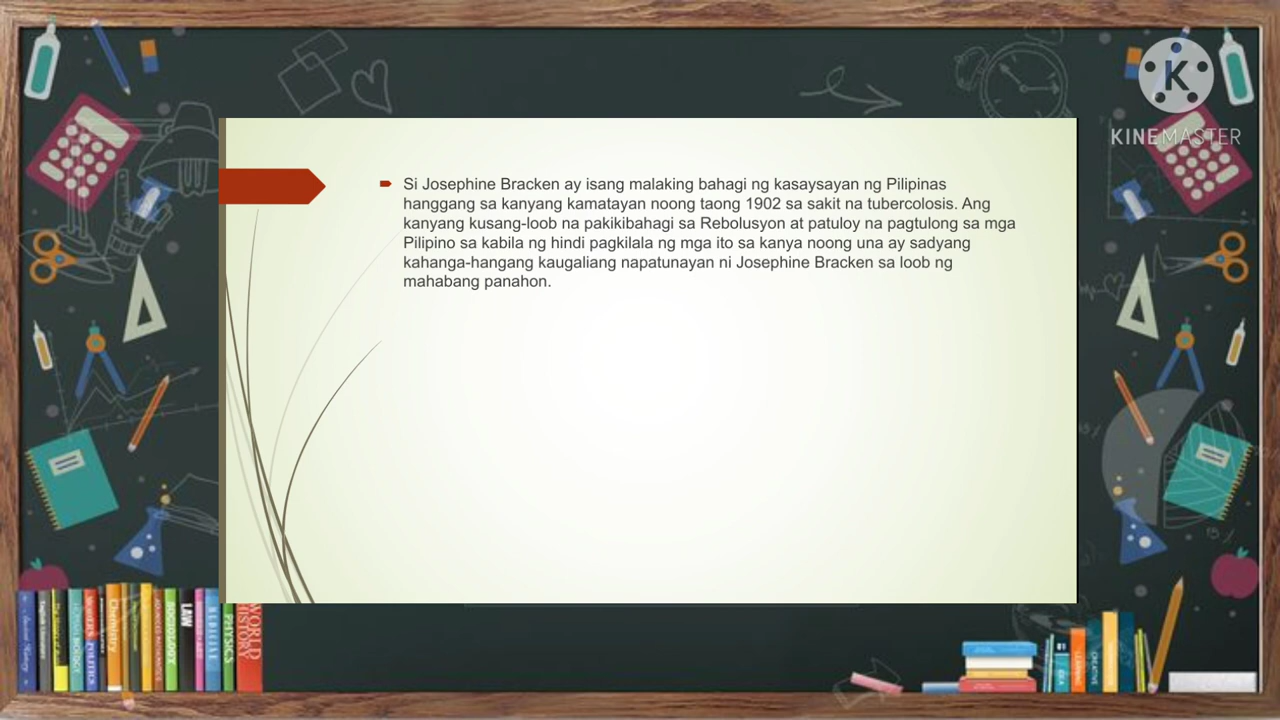 KINEMASTER
Si Josephine Bracken ay isang malaking bahagi ng kasaysayan ng Pilipinas
hanggang sa kanyang kamatayan noong taong 1902 sa sakit na tubercolosis. Ang
kanyang kusang-loob na pakikibahagi sa Rebolusyon at patuloy na pagtulong sa mga
Pilipino sa kabila ng hindi pagkilala ng mga ito sa kanya noong una ay sadyang
kahanga-hangang kaugaliang napatunayan ni Josephine Bracken sa loob ng
mahabang panahon.
Chemistry
SOCIOLOGY
LAW
MEDICINE
PHYSICS
WORLD HISTORY